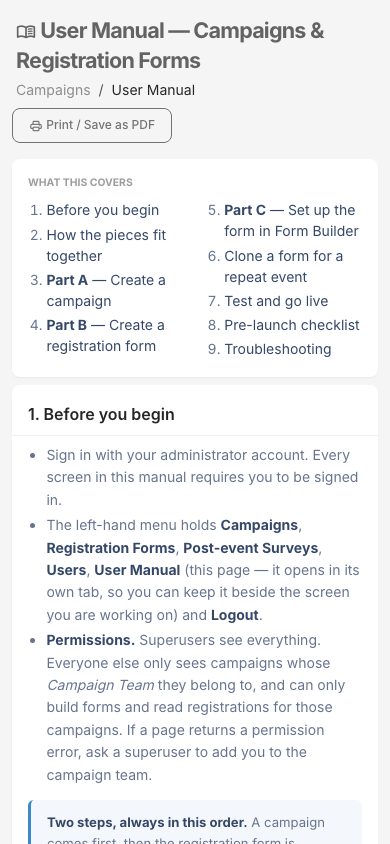 User Manual — Campaigns &
Registration Forms
Campaigns / User Manual
Print / Save as PDF
WHAT THIS COVERS
1. Before you begin
2. How the pieces fit
together
3. Part A — Create a
campaign
4. Part B — Create a
registration form
5. Part C — Set up the
form in Form Builder
6. Clone a form for a
repeat event
7. Test and go live
8. Pre-launch checklist
9. Troubleshooting
1. Before you begin
• Sign in with your administrator account. Every
screen in this manual requires you to be signed
in.
• The left-hand menu holds Campaigns,
Registration Forms, Post-event Surveys,
Users, User Manual (this page — it opens in its
own tab, so you can keep it beside the screen
you are working on) and Logout.
• Permissions. Superusers see everything.
Everyone else only sees campaigns whose
Campaign Team they belong to, and can only
build forms and read registrations for those
campaigns. If a page returns a permission
error, ask a superuser to add you to the
campaign team.
Two steps, always in this order. A campaign
comes first, then the registration form is